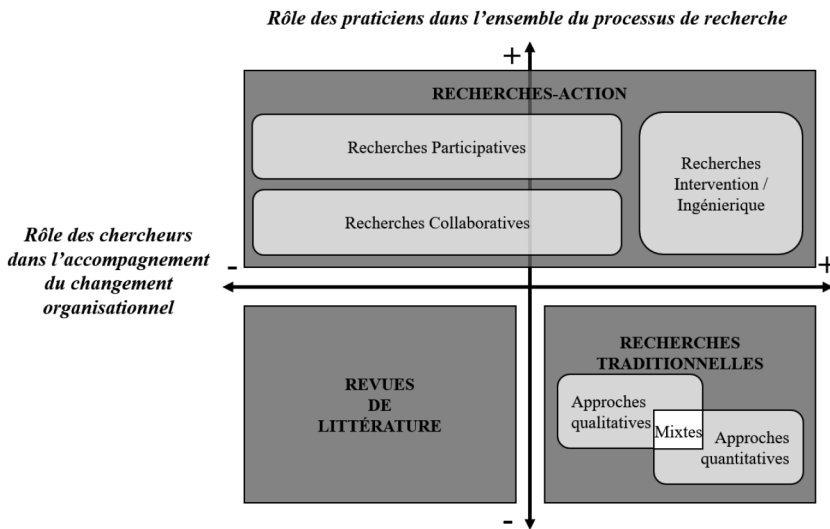 Rôle des praticiens dans l’ensemble du processus de recherche
+
RECHERCHES-ACTION
Recherches Participatives
Recherches Collaboratives
Recherches
Intervention /
Ingénierique
Rôle des chercheurs
dans l’accompagnement
du changement
organisationnel
-
+
REVUES
DE
LITTÉRATURE
RECHERCHES
TRADITIONNELLES
Approches
qualitatives
Mixtes
Approches
quantitatives
-